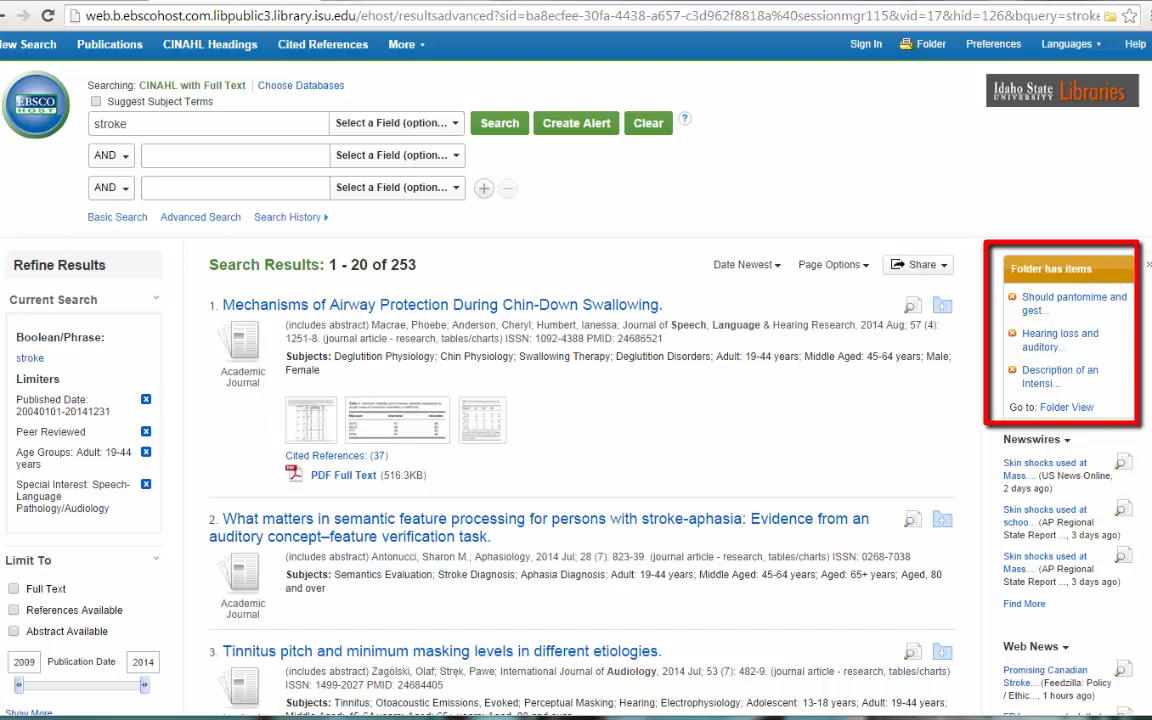 web.b.ebscohost.com.libpublic3.library.isu.edu/ehost/resultsadvanced?sid=ba8ecfee-30fa-4438-a657-c3d962f8818a%40sessionmgr115&vid=17&hid=126&bquery=stroke
New Search Publications CINAHL Headings Cited References More Sign In Folder Preferences Languages Help
Searching: CINAHL with Full Text Choose Databases
Suggest Subject Terms
EBSCO
HOST
Idaho State
UNIVERSITY Libraries
stroke Select a Field (option... Search Create Alert Clear ?
AND Select a Field (option...
AND Select a Field (option...
Basic Search Advanced Search Search History
Refine Results
Current Search
Boolean/Phrase:
stroke
Limiters
Published Date:
20040101-20141231
Peer Reviewed
Age Groups: Adult: 19-44
years
Special Interest: Speech-
Language
Pathology/Audiology
Limit To
Full Text
References Available
Abstract Available
2009 Publication Date 2014
Show More
Search Results: 1 - 20 of 253
Date Newest Page Options Share
1. Mechanisms of Airway Protection During Chin-Down Swallowing.
(includes abstract) Macrae, Phoebe; Anderson, Cheryl; Humbert, Ianessa; Journal of Speech, Language & Hearing Research, 2014 Aug; 57 (4):
1251-8. (journal article - research, tables/charts) ISSN: 1092-4388 PMID: 24686521
Subjects: Deglutition Physiology; Chin Physiology; Swallowing Therapy; Deglutition Disorders; Adult: 19-44 years; Middle Aged: 45-64 years; Male;
Female
Academic
Journal
Cited References: (37)
PDF Full Text (516.3KB)
2. What matters in semantic feature processing for persons with stroke-aphasia: Evidence from an
auditory concept–feature verification task.
(includes abstract) Antonucci, Sharon M.; Aphasiology, 2014 Jul; 28 (7): 823-39. (journal article - research, tables/charts) ISSN: 0268-7038
Subjects: Semantics Evaluation; Stroke Diagnosis; Aphasia Diagnosis; Adult: 19-44 years; Middle Aged: 45-64 years; Aged: 65+ years; Aged, 80
and over
Academic
Journal
3. Tinnitus pitch and minimum masking levels in different etiologies.
(includes abstract) Zagólski, Olaf; Stręk, Pawe; International Journal of Audiology, 2014 Jul; 53 (7): 482-9. (journal article - research, tables/charts)
ISSN: 1499-2027 PMID: 24684405
Subjects: Tinnitus; Otoacoustic Emissions, Evoked; Perceptual Masking; Hearing; Electrophysiology; Adolescent: 13-18 years; Adult: 19-44
years; Middle Aged: 45-64 years; Aged: 65+ years; Aged, 80 and over; Male; Female
Folder has items
Should pantomime and
gest...
Hearing loss and
auditory...
Description of an
Intensi...
Go to: Folder View
Newswires
Skin shocks used at
Mass.... (US News Online,
2 days ago)
Skin shocks used at
schoo... (AP Regional
State Report ..., 3 days ago)
Skin shocks used at
Mass.... (AP Regional
State Report ..., 3 days ago)
Find More
Web News
Promising Canadian
Stroke... (Feedzilla: Policy
/ Ethic..., 1 hours ago)